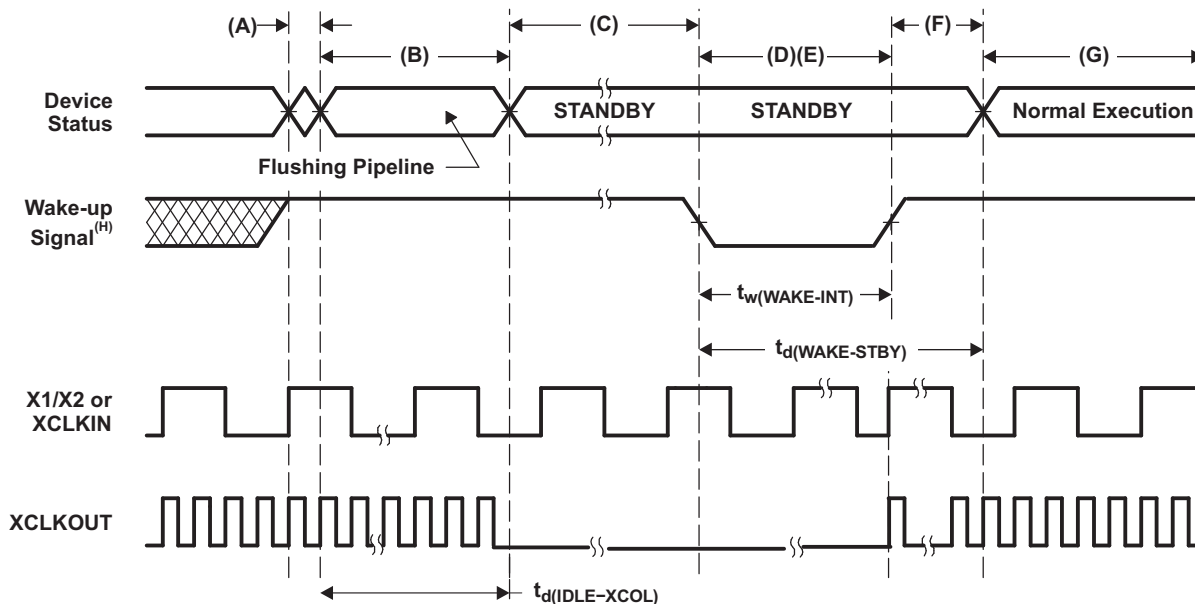 (A)
(C)
(F)
(B)
(D)(E)
(G)
Device
Status
STANDBY
STANDBY
Normal Execution
Flushing Pipeline
Wake-up
Signal(H)
tw(WAKE-INT)
td(WAKE-STBY)
X1/X2 or
XCLKIN
XCLKOUT
td(IDLE−XCOL)